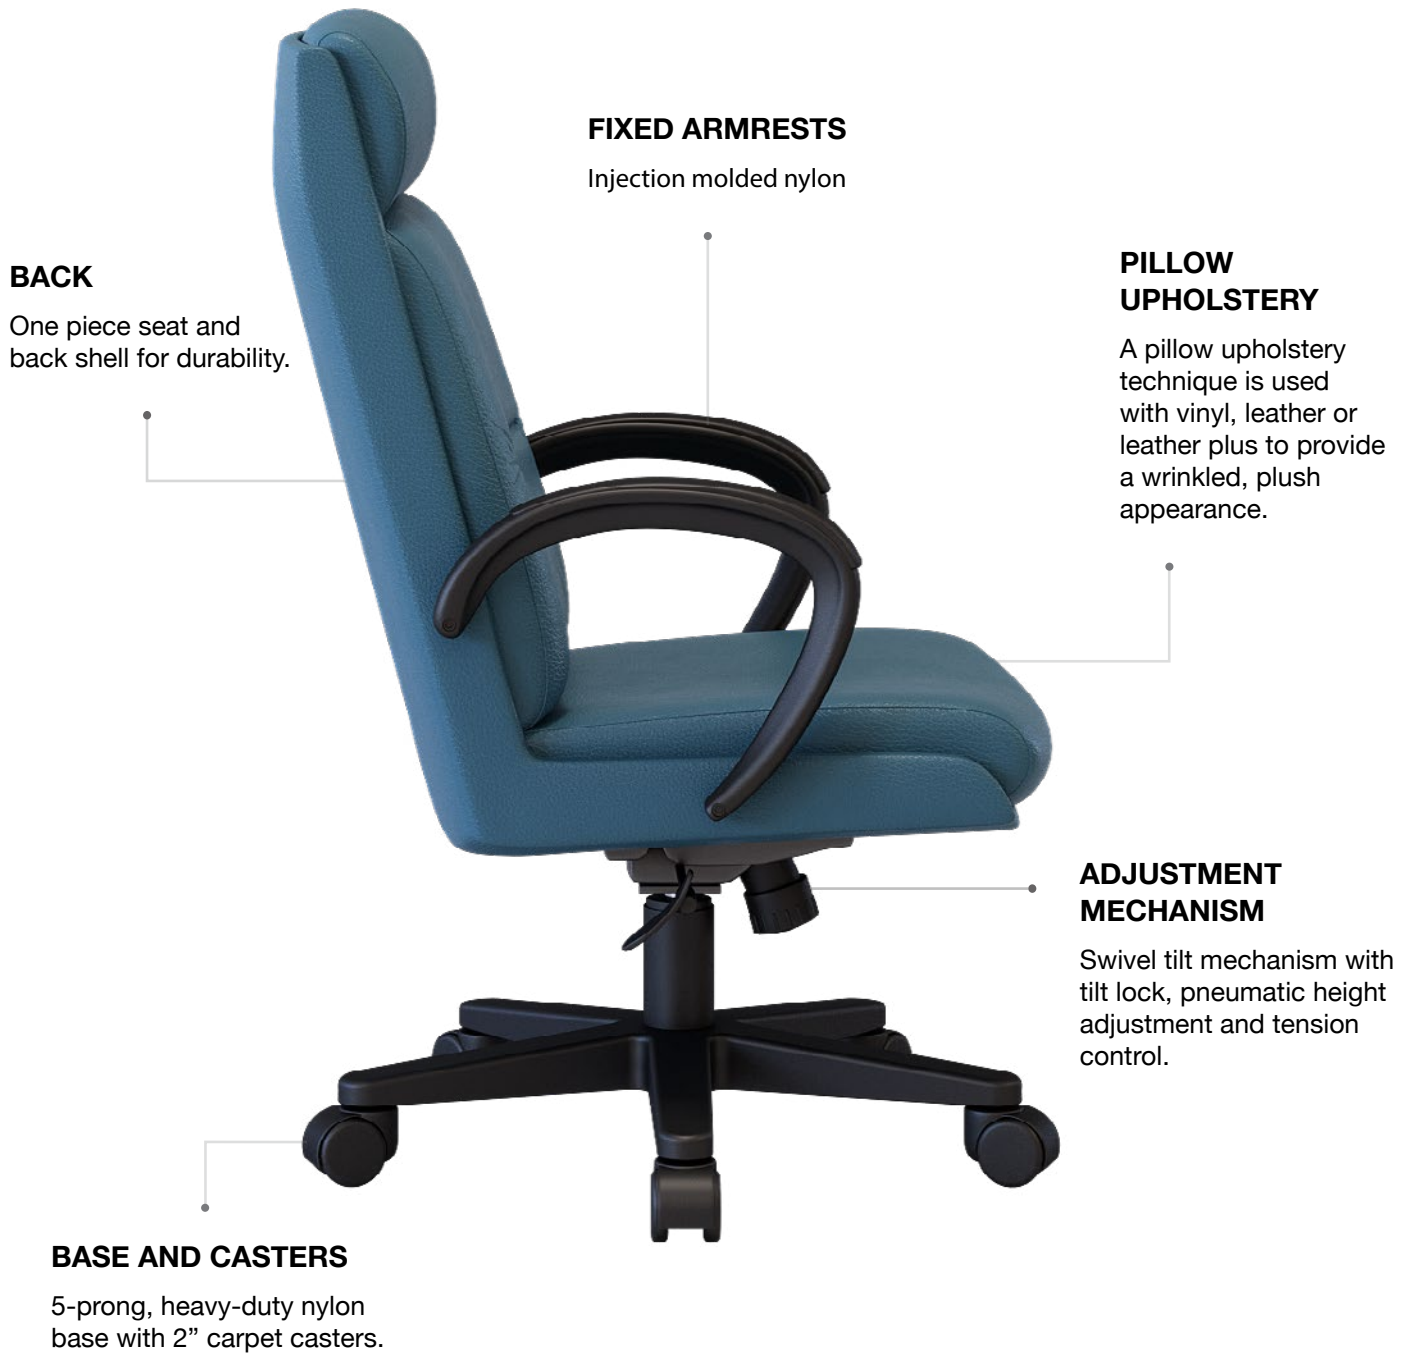 FIXED ARMRESTS
Injection molded nylon
BACK
One piece seat and
back shell for durability.
PILLOW
UPHOLSTERY
A pillow upholstery
technique is used
with vinyl, leather or
leather plus to provide
a wrinkled, plush
appearance.
ADJUSTMENT
MECHANISM
Swivel tilt mechanism with
tilt lock, pneumatic height
adjustment and tension
control.
BASE AND CASTERS
5-prong, heavy-duty nylon
base with 2” carpet casters.